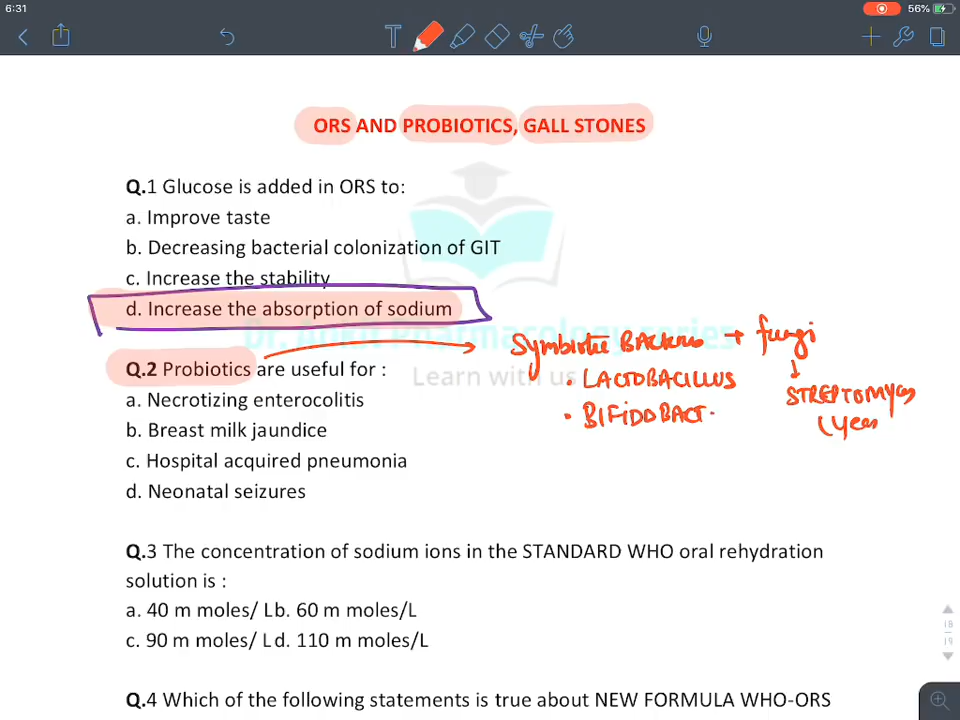 6:31
56%
ORS AND PROBIOTICS, GALL STONES
Q.1 Glucose is added in ORS to:
a. Improve taste
b. Decreasing bacterial colonization of GIT
c. Increase the stability
d. Increase the absorption of sodium
Symbiotic BACTERIA + fungi
Learn with us
Q.2 Probiotics are useful for :
• LACTOBACILLUS
STREPTOMYCES
a. Necrotizing enterocolitis
• BIFIDOBACT.
(Yeas
b. Breast milk jaundice
c. Hospital acquired pneumonia
d. Neonatal seizures
Q.3 The concentration of sodium ions in the STANDARD WHO oral rehydration
solution is :
a. 40 m moles/ Lb. 60 m moles/L
c. 90 m moles/ L d. 110 m moles/L
18
19
Q.4 Which of the following statements is true about NEW FORMULA WHO-ORS